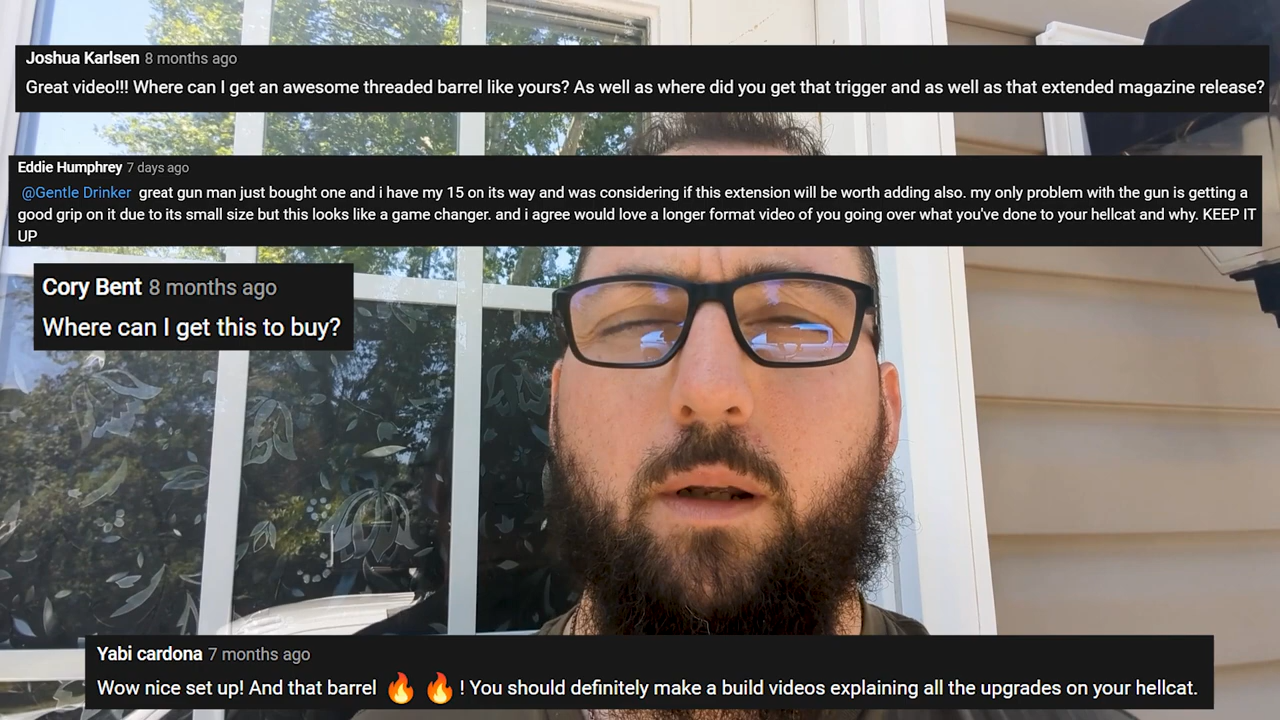 Joshua Karlsen 8 months ago
Great video!!! Where can I get an awesome threaded barrel like yours? As well as where did you get that trigger and as well as that extended magazine release?
Eddie Humphrey 7 days ago
@Gentle Drinker great gun man just bought one and i have my 15 on its way and was considering if this extension will be worth adding also. my only problem with the gun is getting a
good grip on it due to its small size but this looks like a game changer. and i agree would love a longer format video of you going over what you've done to your hellcat and why. KEEP IT
UP
Cory Bent 8 months ago
Where can I get this to buy?
Yabi cardona 7 months ago
Wow nice set up! And that barrel 🔥 🔥 ! You should definitely make a build videos explaining all the upgrades on your hellcat.